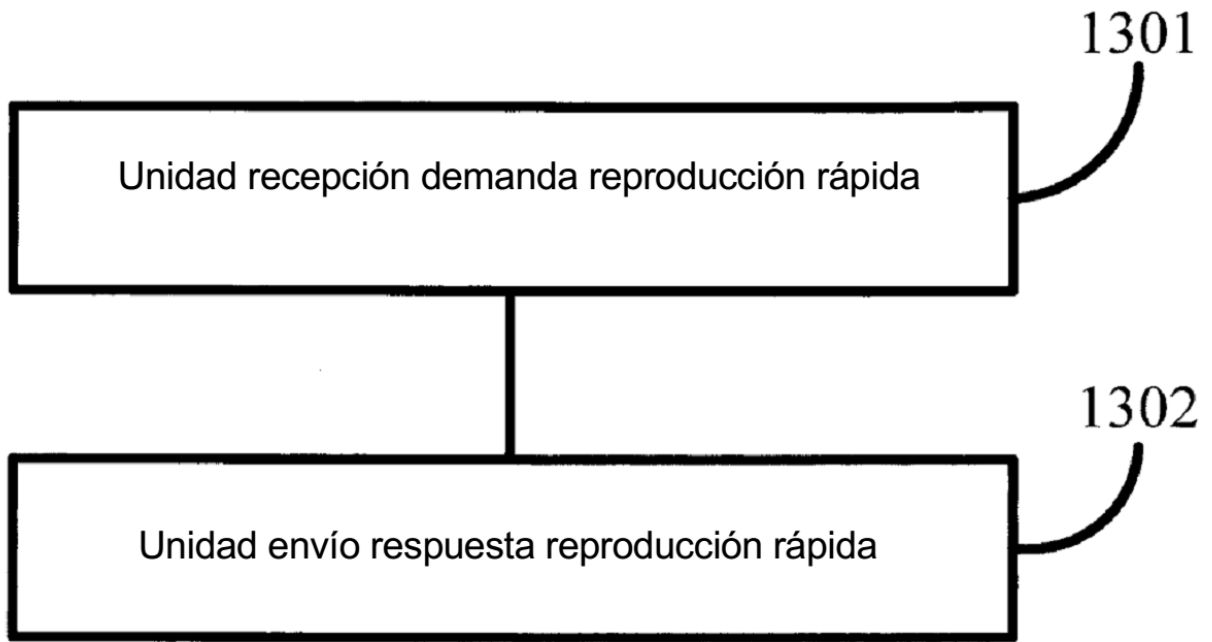 1301
Unidad recepción demanda reproducción rápida
1302
Unidad envío respuesta reproducción rápida